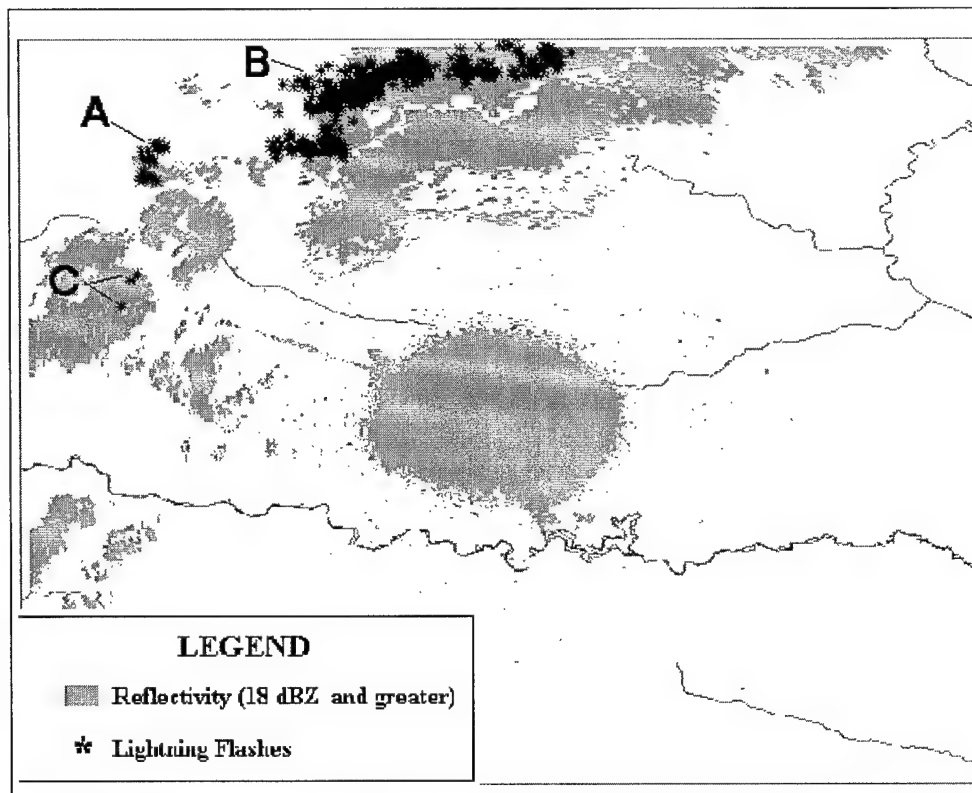 B
A
C
LEGEND
Reflectivity (18 dBZ and greater)
Lightning Flashes